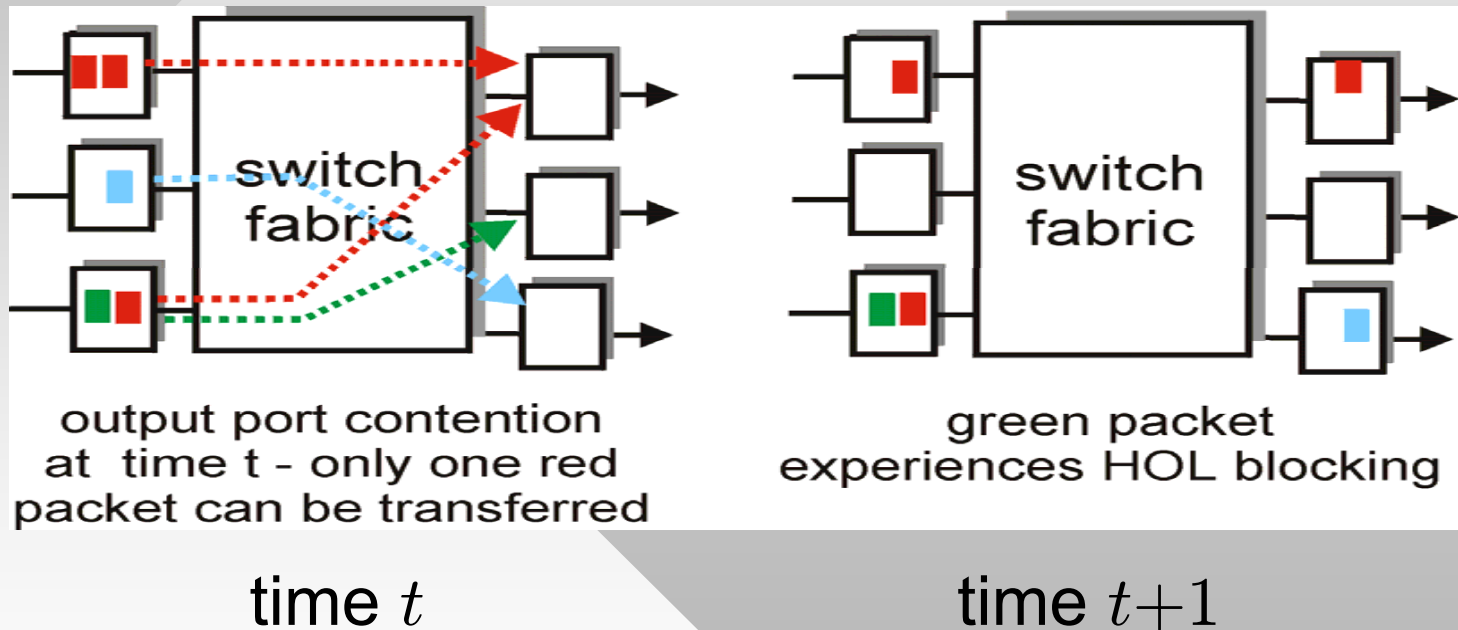 switch
fabric
output port contention
at time t - only one red
packet can be transferred
time t
switch
fabric
green packet
experiences HOL blocking
time t+1